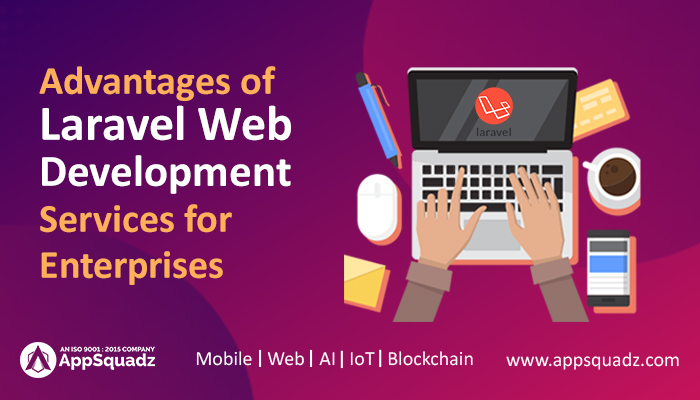 Advantages of
Laravel Web
Development
Services for
Enterprises
laravel
AN ISO 9001 : 2015 COMPANY
AppSquadz
Mobile | Web | AI | IoT | Blockchain
www.appsquadz.com